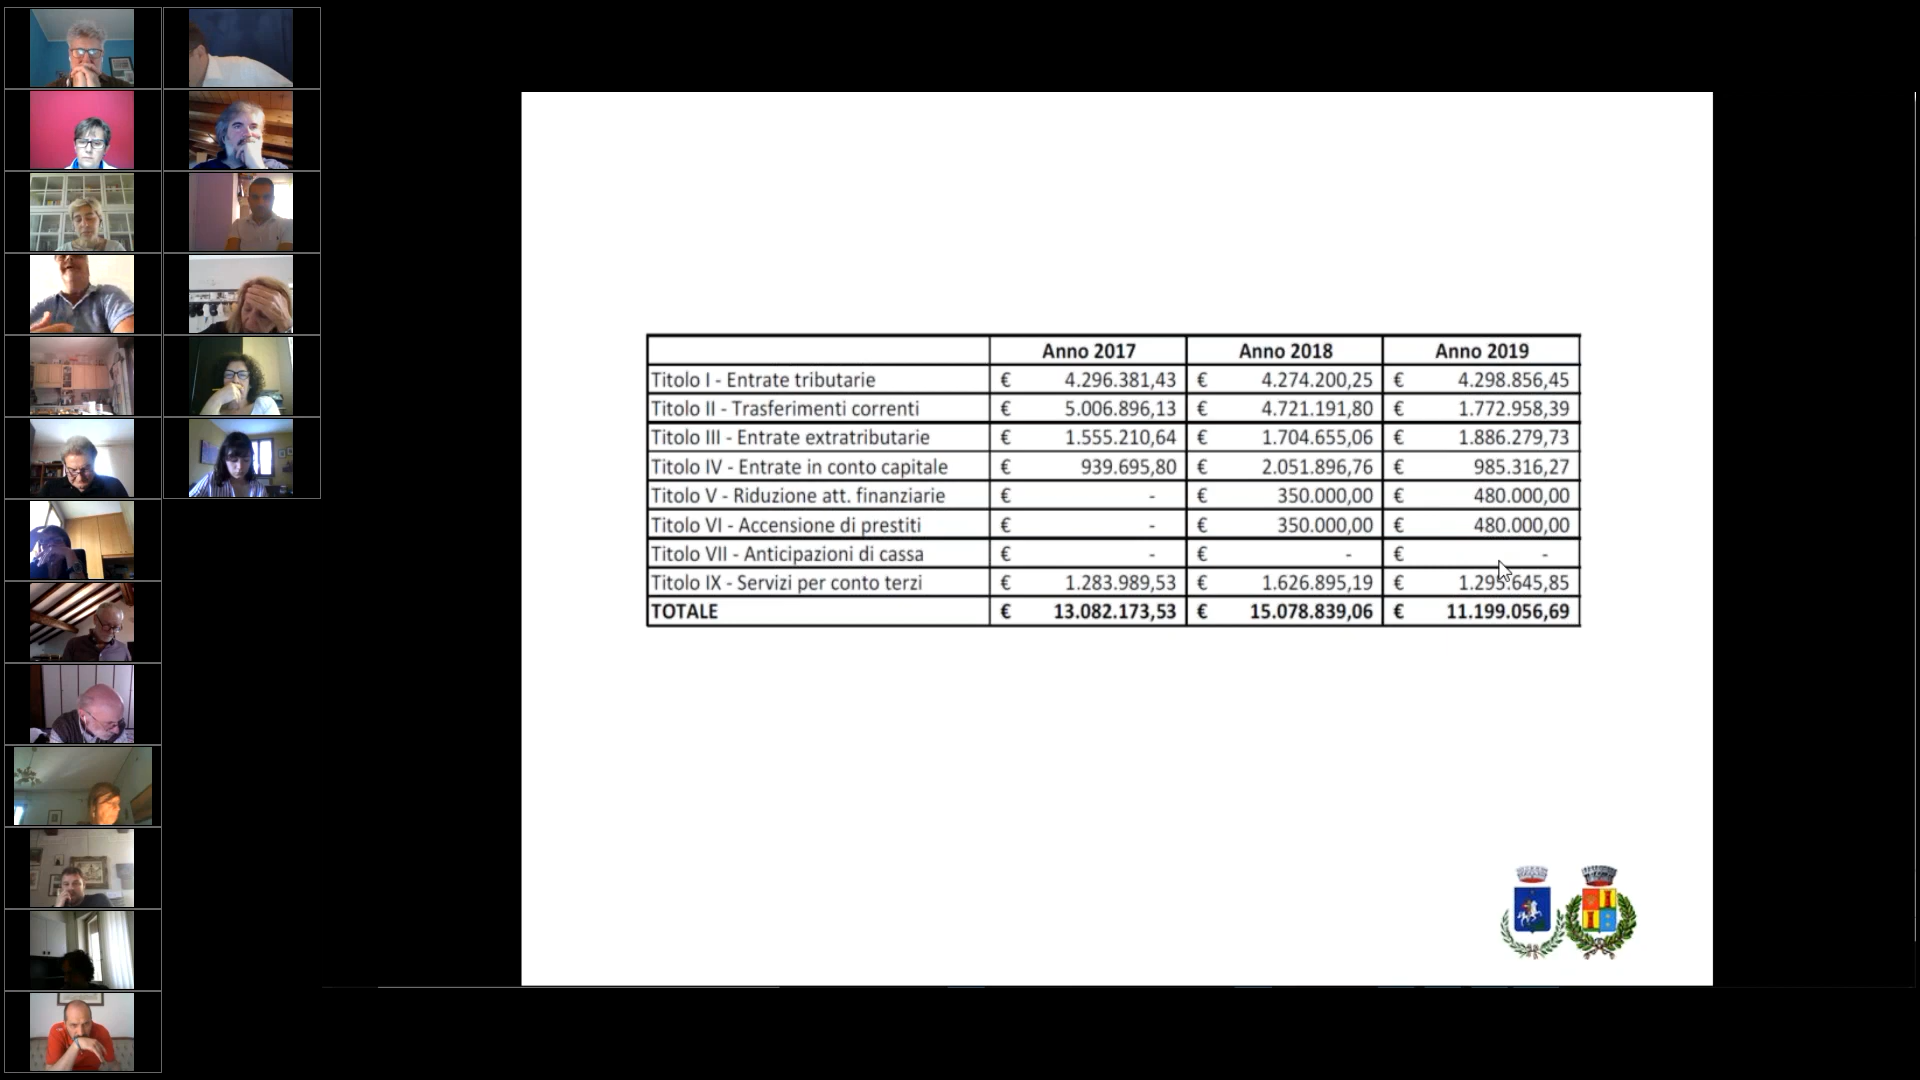 Anno 2017 Anno 2018 Anno 2019
Titolo I - Entrate tributarie € 4.296.381,43 € 4.274.200,25 € 4.298.856,45
Titolo II - Trasferimenti correnti € 5.006.896,13 € 4.721.191,80 € 1.772.958,39
Titolo III - Entrate extratributarie € 1.555.210,64 € 1.704.655,06 € 1.886.279,73
Titolo IV - Entrate in conto capitale € 939.695,80 € 2.051.896,76 € 985.316,27
Titolo V - Riduzione att. finanziarie € - € 350.000,00 € 480.000,00
Titolo VI - Accensione di prestiti € - € 350.000,00 € 480.000,00
Titolo VII - Anticipazioni di cassa € - € - € -
Titolo IX - Servizi per conto terzi € 1.283.989,53 € 1.626.895,19 € 1.295.645,85
TOTALE € 13.082.173,53 € 15.078.839,06 € 11.199.056,69